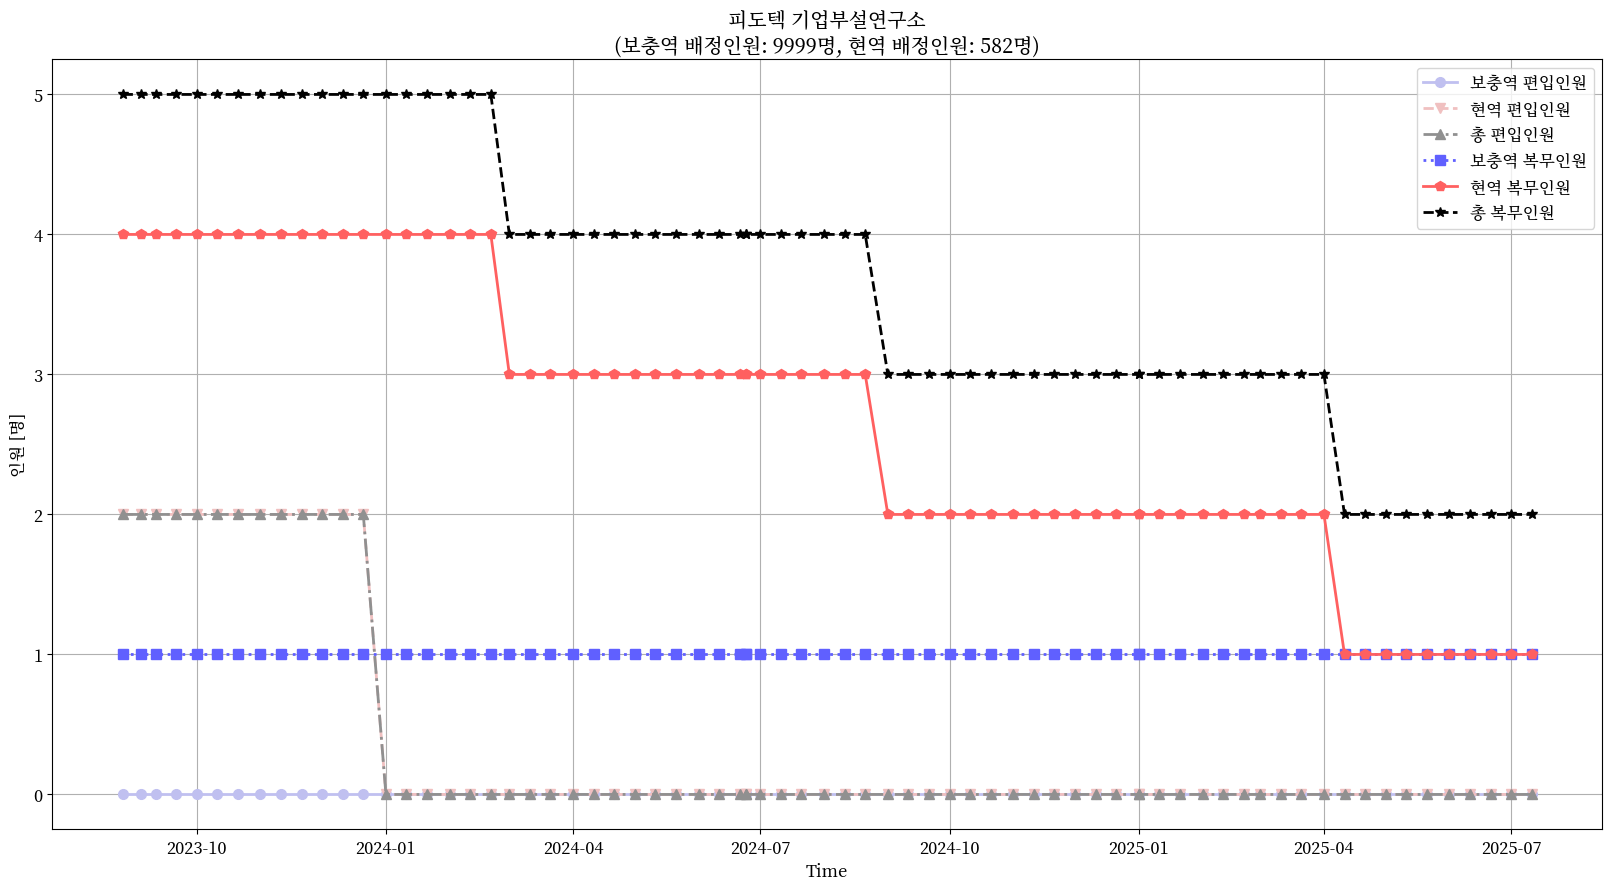 피도텍 기업부설연구소
(보충역 배정인원: 9999명, 현역 배정인원: 582명)
보충역 편입인원
현역 편입인원
총 편입인원
보충역 복무인원
현역 복무인원
총 복무인원
인원 [명]
5
4
3
2
1
0
2023-10
2024-01
2024-04
2024-07
2024-10
2025-01
2025-04
2025-07
Time